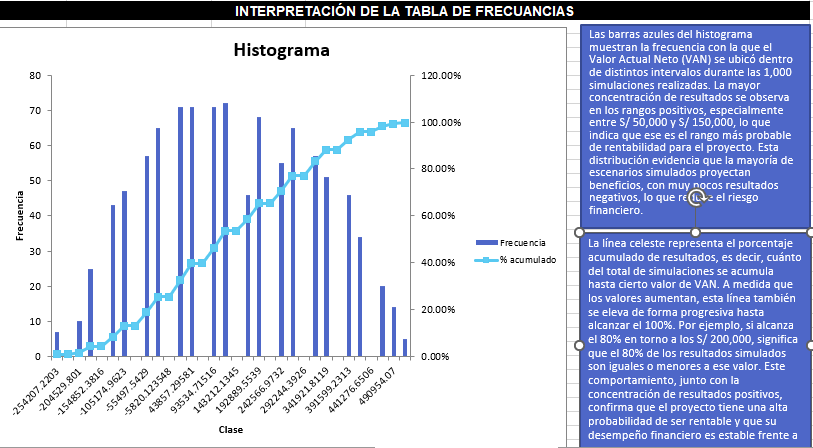 INTERPRETACIÓN DE LA TABLA DE FRECUANCIAS
Histograma
80
70
60
50
40
30
20
10
0
Frecuencia
120.00%
100.00%
80.00%
60.00%
40.00%
20.00%
0.00%
-254207.2203
-204529.801
-154852.3816
-105174.9623
-55497.5429
-5820.123548
43857.29581
93534.71516
143212.1345
192889.5539
242566.9732
292244.3926
341921.8119
391599.2313
441276.6506
490954.07
Clase
Frecuencia
% acumulado
Las barras azules del histograma
muestran la frecuencia con la que el
Valor Actual Neto (VAN) se ubicó dentro
de distintos intervalos durante las 1,000
simulaciones realizadas. La mayor
concentración de resultados se observa
en los rangos positivos, especialmente
entre S/ 50,000 y S/ 150,000, lo que
indica que ese es el rango más probable
de rentabilidad para el proyecto. Esta
distribución evidencia que la mayoría de
escenarios simulados proyectan
beneficios, con muy pocos resultados
negativos, lo que el riesgo
financiero.
La línea celeste representa el porcentaje
acumulado de resultados, es decir, cuánto
del total de simulaciones se acumula
hasta cierto valor de VAN. A medida que
los valores aumentan, esta línea también
se eleva de forma progresiva hasta
alcanzar el 100%. Por ejemplo, si alcanza
el 80% en torno a los S/ 200,000, significa
que el 80% de los resultados simulados
son iguales o menores a ese valor. Este
comportamiento, junto con la
concentración de resultados positivos,
confirma que el proyecto tiene una alta
probabilidad de ser rentable y que su
desempeño financiero es estable frente a